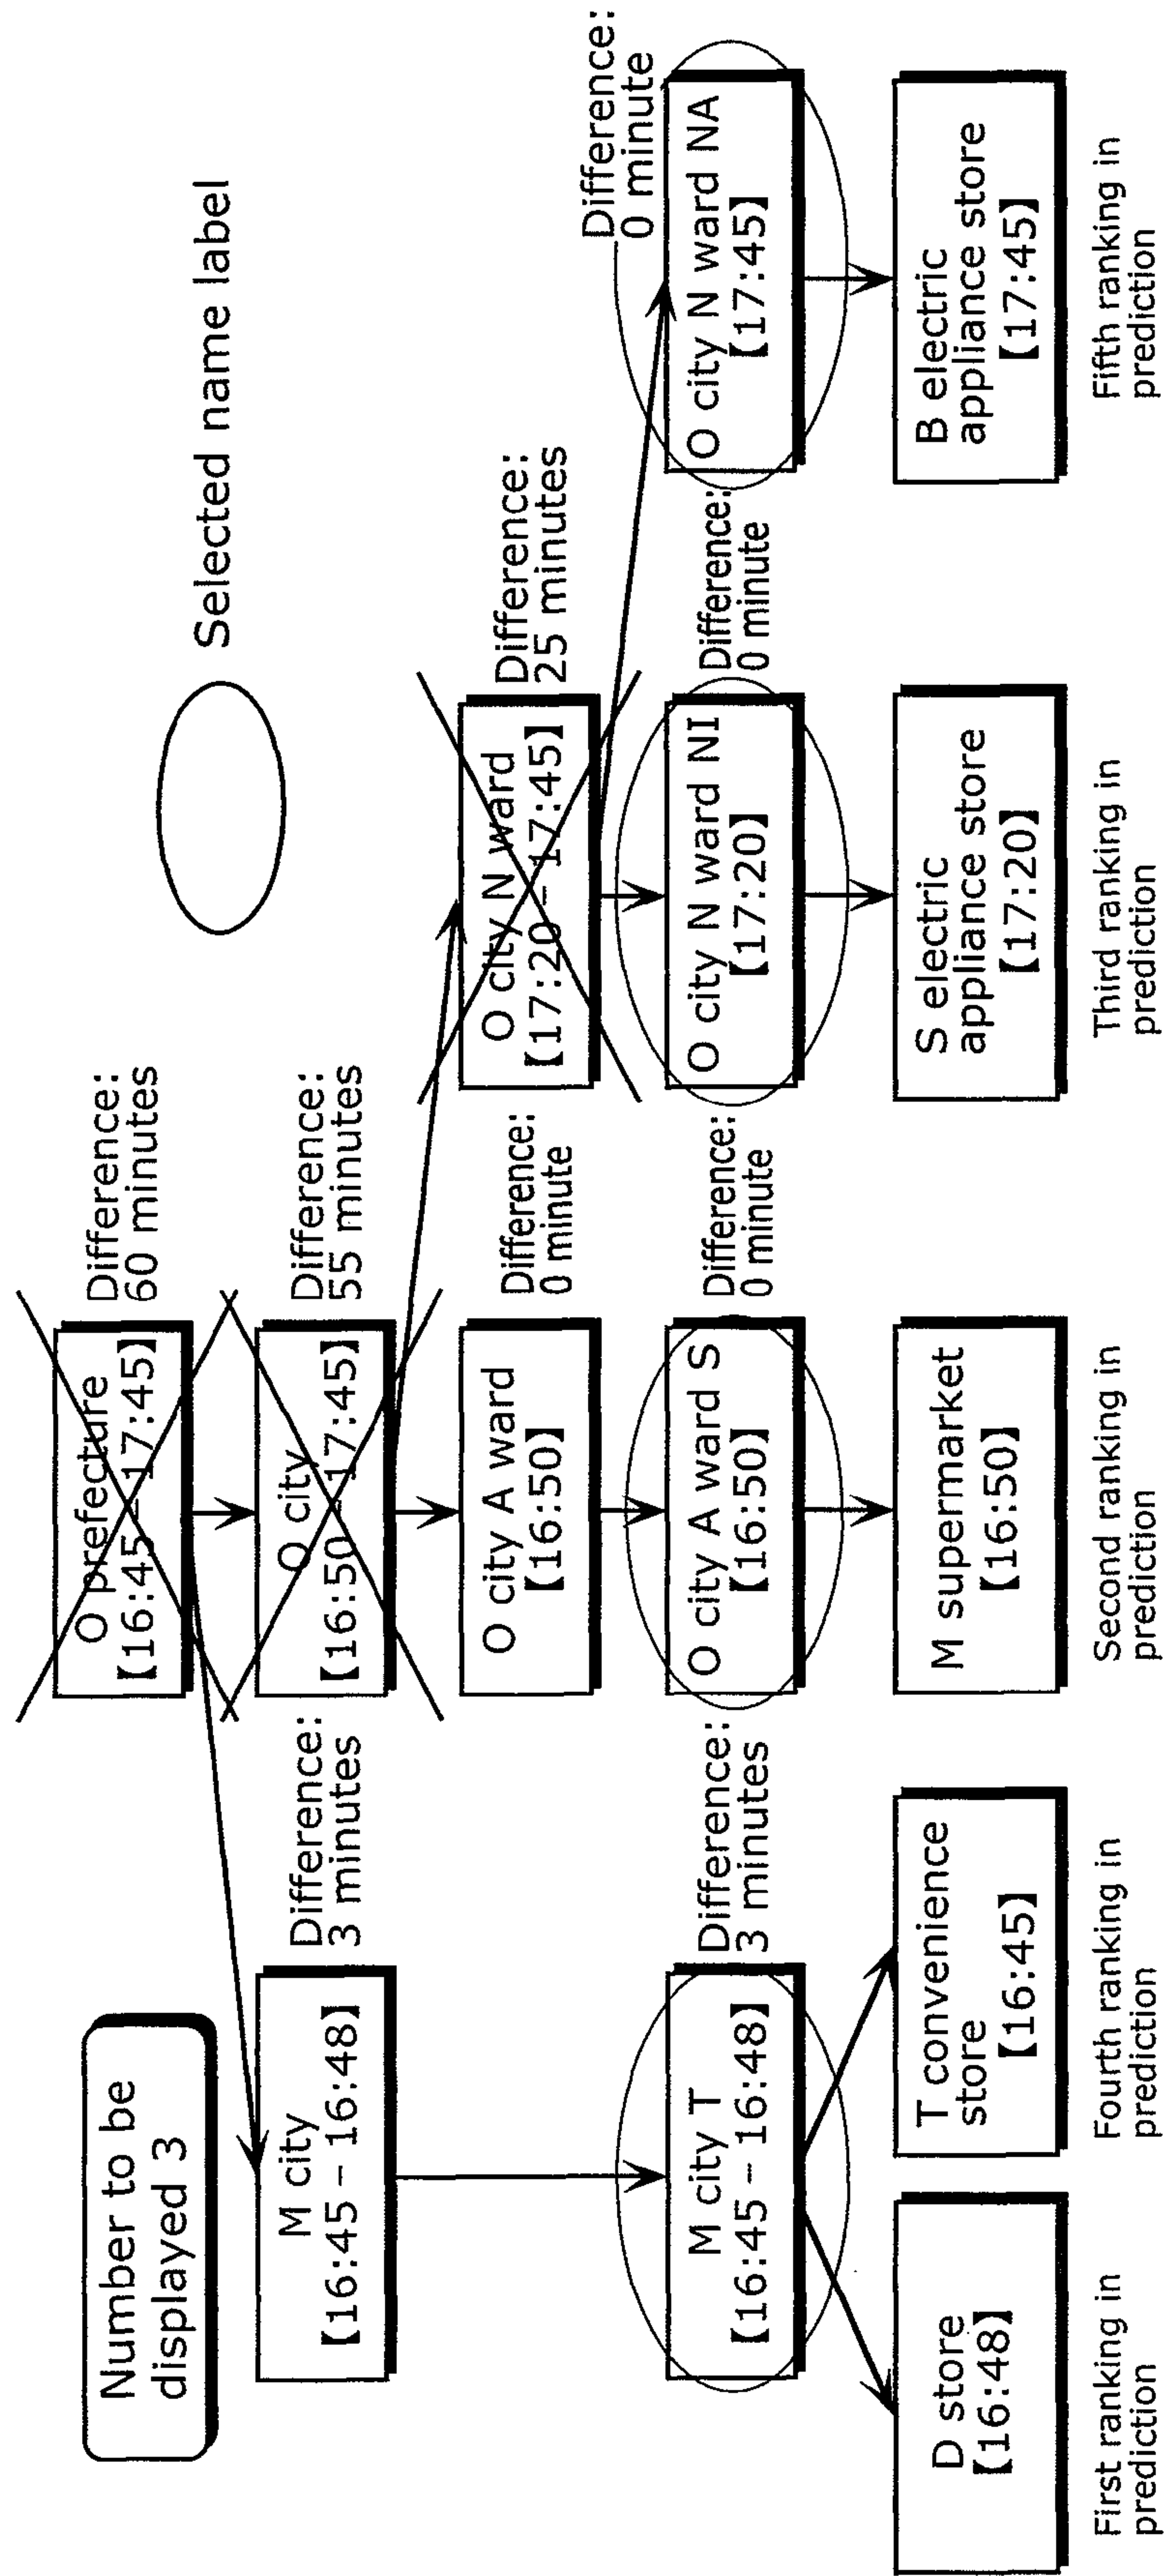 Number to be
displayed 3
Selected name label
O prefecture
【16:45–17:45】
Difference:
60 minutes
M city
【16:45 – 16:48】
Difference:
3 minutes
O city
【16:50–17:45】
Difference:
55 minutes
O city A ward
【16:50】
Difference:
0 minute
O city N ward
【17:20 – 17:45】
Difference:
25 minutes
M city T
【16:45 – 16:48】
Difference:
3 minutes
O city A ward S
【16:50】
Difference:
0 minute
O city N ward NI
【17:20】
Difference:
0 minute
O city N ward NA
【17:45】
Difference:
0 minute
D store
【16:48】
T convenience
store
【16:45】
M supermarket
【16:50】
S electric
appliance store
【17:20】
B electric
appliance store
【17:45】
First ranking in
prediction
Fourth ranking in
prediction
Second ranking in
prediction
Third ranking in
prediction
Fifth ranking in
prediction